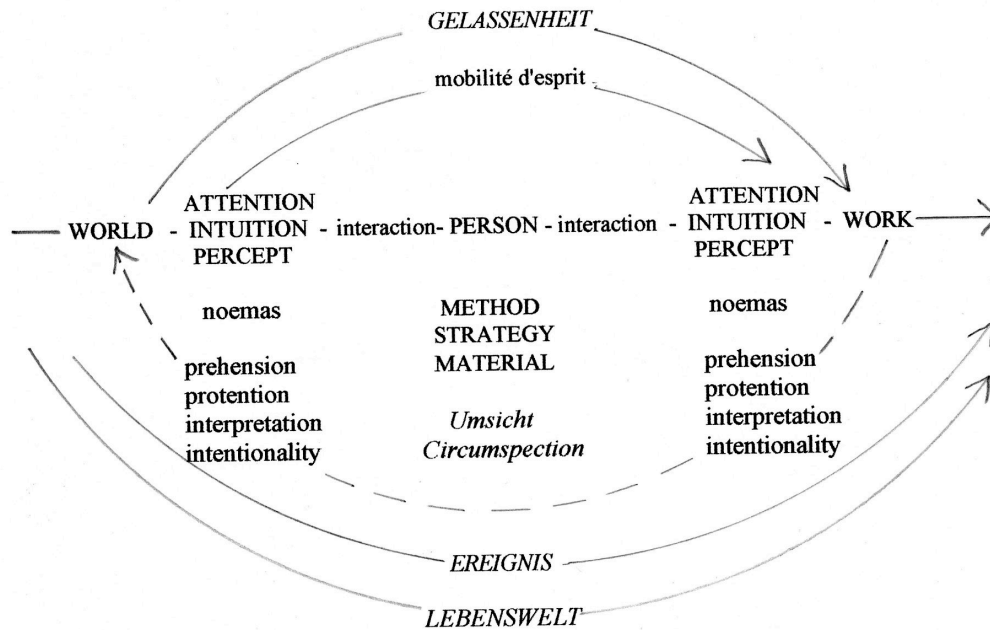 GELASSENHEIT
mobilité d'esprit
ATTENTION ATTENTION
WORLD - INTUITION - interaction- PERSON - interaction - INTUITION - WORK
PERCEPT PERCEPT
noemas METHOD noemas
STRATEGY
prehension MATERIAL prehension
protention protention
interpretation Umsicht interpretation
intentionality Circumspection intentionality
EREIGNIS
LEBENSWELT